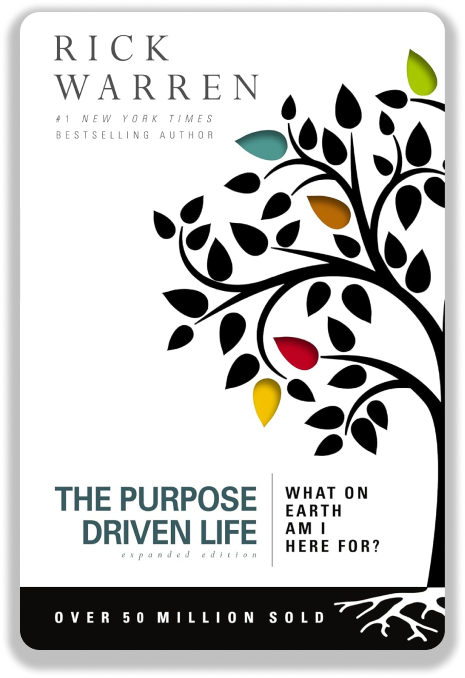 RICK
WARREN
#1 NEW YORK TIMES
BESTSELLING AUTHOR
THE PURPOSE
DRIVEN LIFE
expanded edition
WHAT ON
EARTH
AM I
HERE FOR?
OVER 50 MILLION SOLD